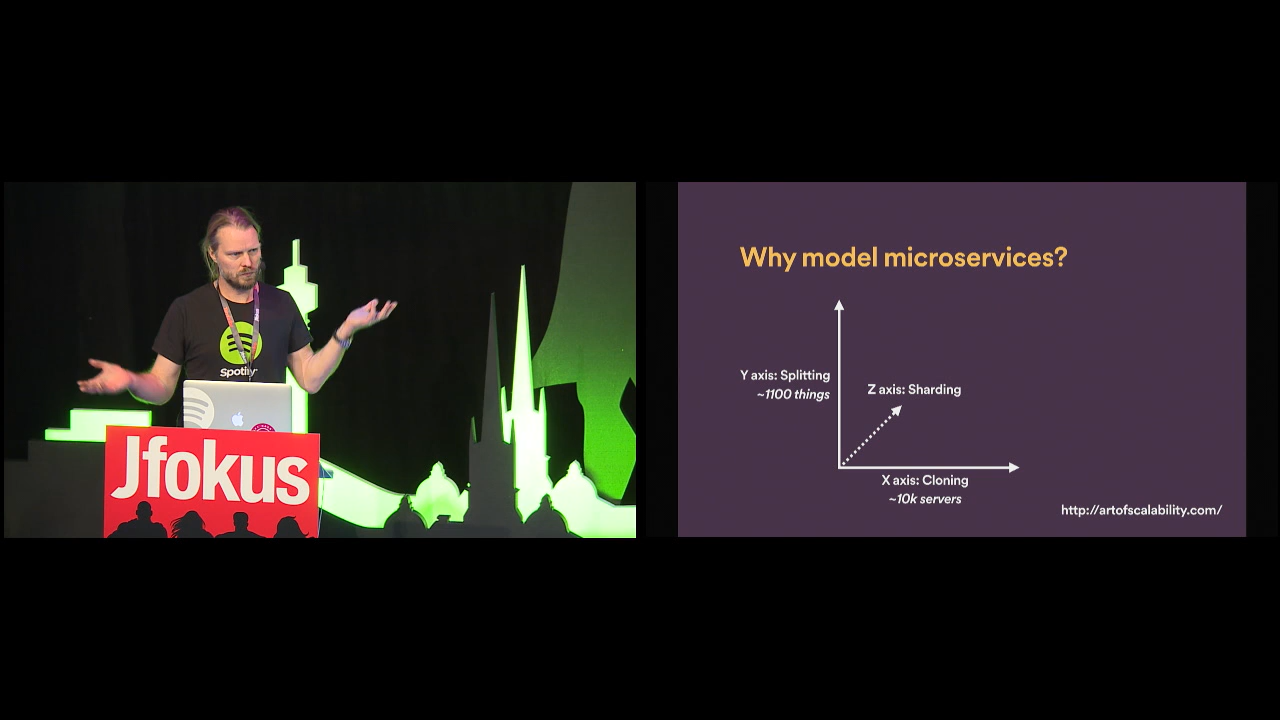 Spotify
Jfokus
Why model microservices?
Y axis: Splitting
~1100 things
Z axis: Sharding
X axis: Cloning
~10k servers
http://artofscalability.com/